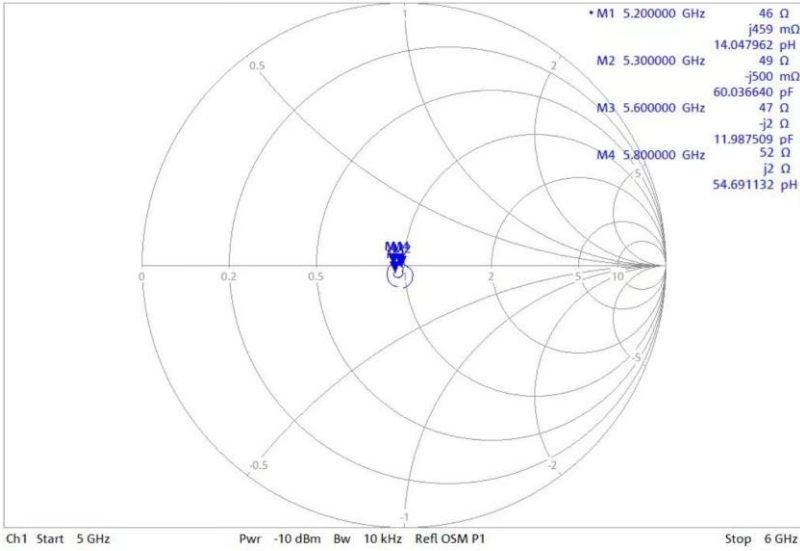 1
• M1 5.200000 GHz 46 Ω
j459 mΩ
14.047962 pH
M2 5.300000 GHz 49 Ω
-j500 mΩ
60.036640 pF
M3 5.600000 GHz 47 Ω
-j2 Ω
11.987509 pF
M4 5.800000 GHz 52 Ω
j2 Ω
54.691132 pH
0.5 2
5
0 0.2 0.5 1 2 5 10
-5
-0.5 -2
-1
Ch1 Start 5 GHz Pwr -10 dBm Bw 10 kHz Refl OSM P1 Stop 6 GHz